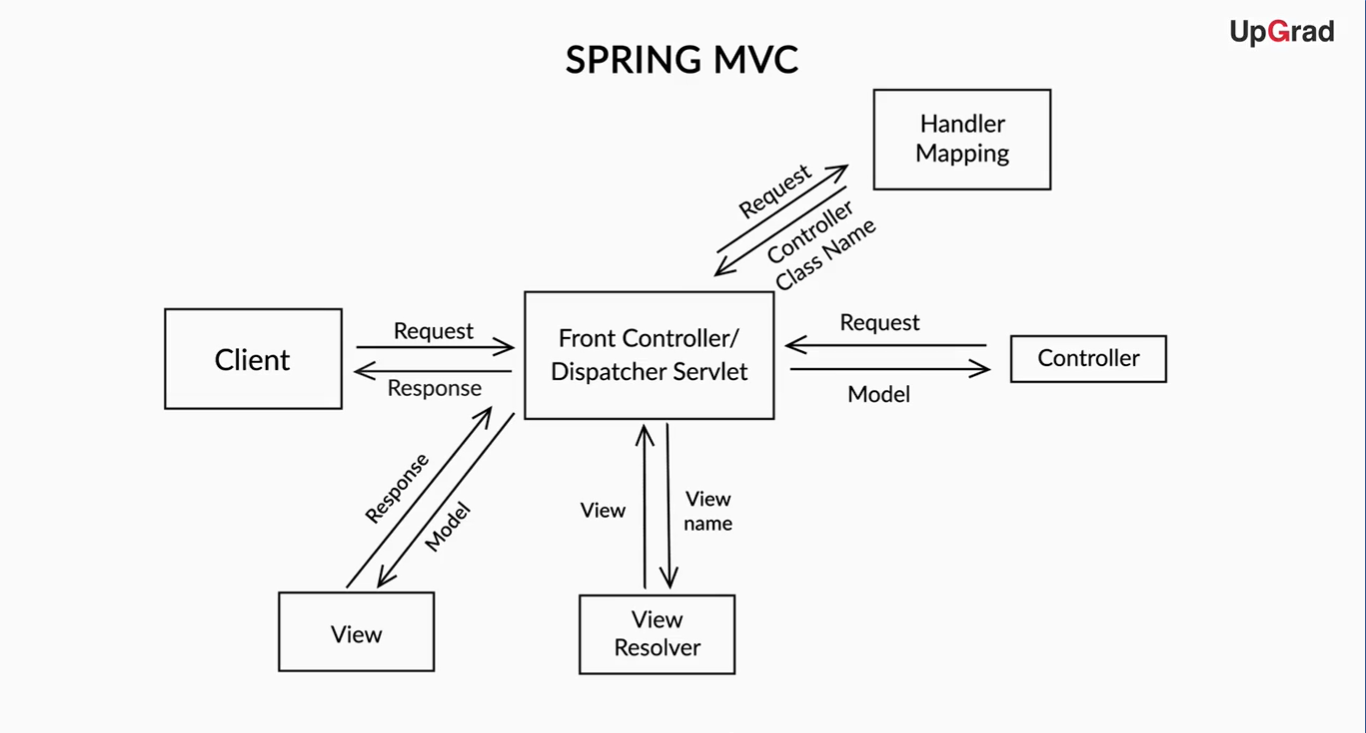 UpGrad
SPRING MVC
Handler
Mapping
Request
Controller
Class Name
Client
Request
Response
Front Controller/
Dispatcher Servlet
Request
Model
Controller
Response
Model
View
View
name
View
View
Resolver